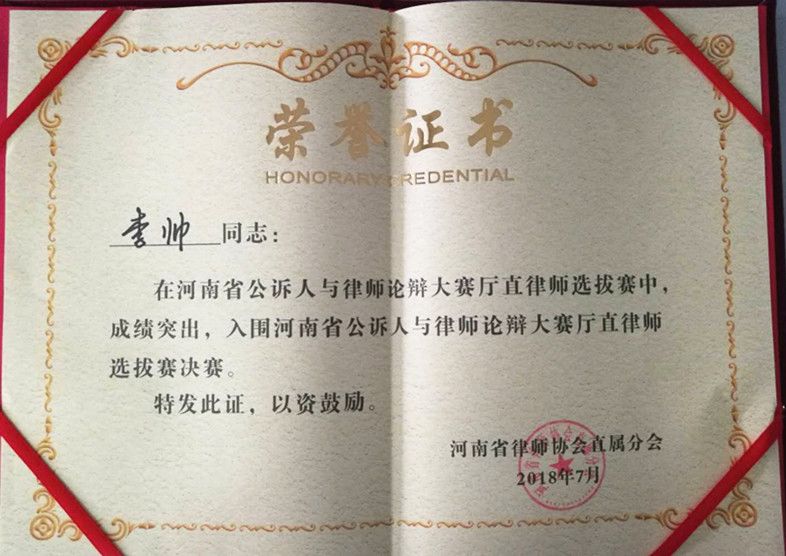 荣誉证书
HONORARY CREDENTIAL
李帅 同志:
在河南省公诉人与律师论辩大赛厅直律师选拔赛中,
成绩突出,入围河南省公诉人与律师论辩大赛厅直律师
选拔赛决赛。
特发此证,以资鼓励。
河南省律师协会直属分会
2018年7月